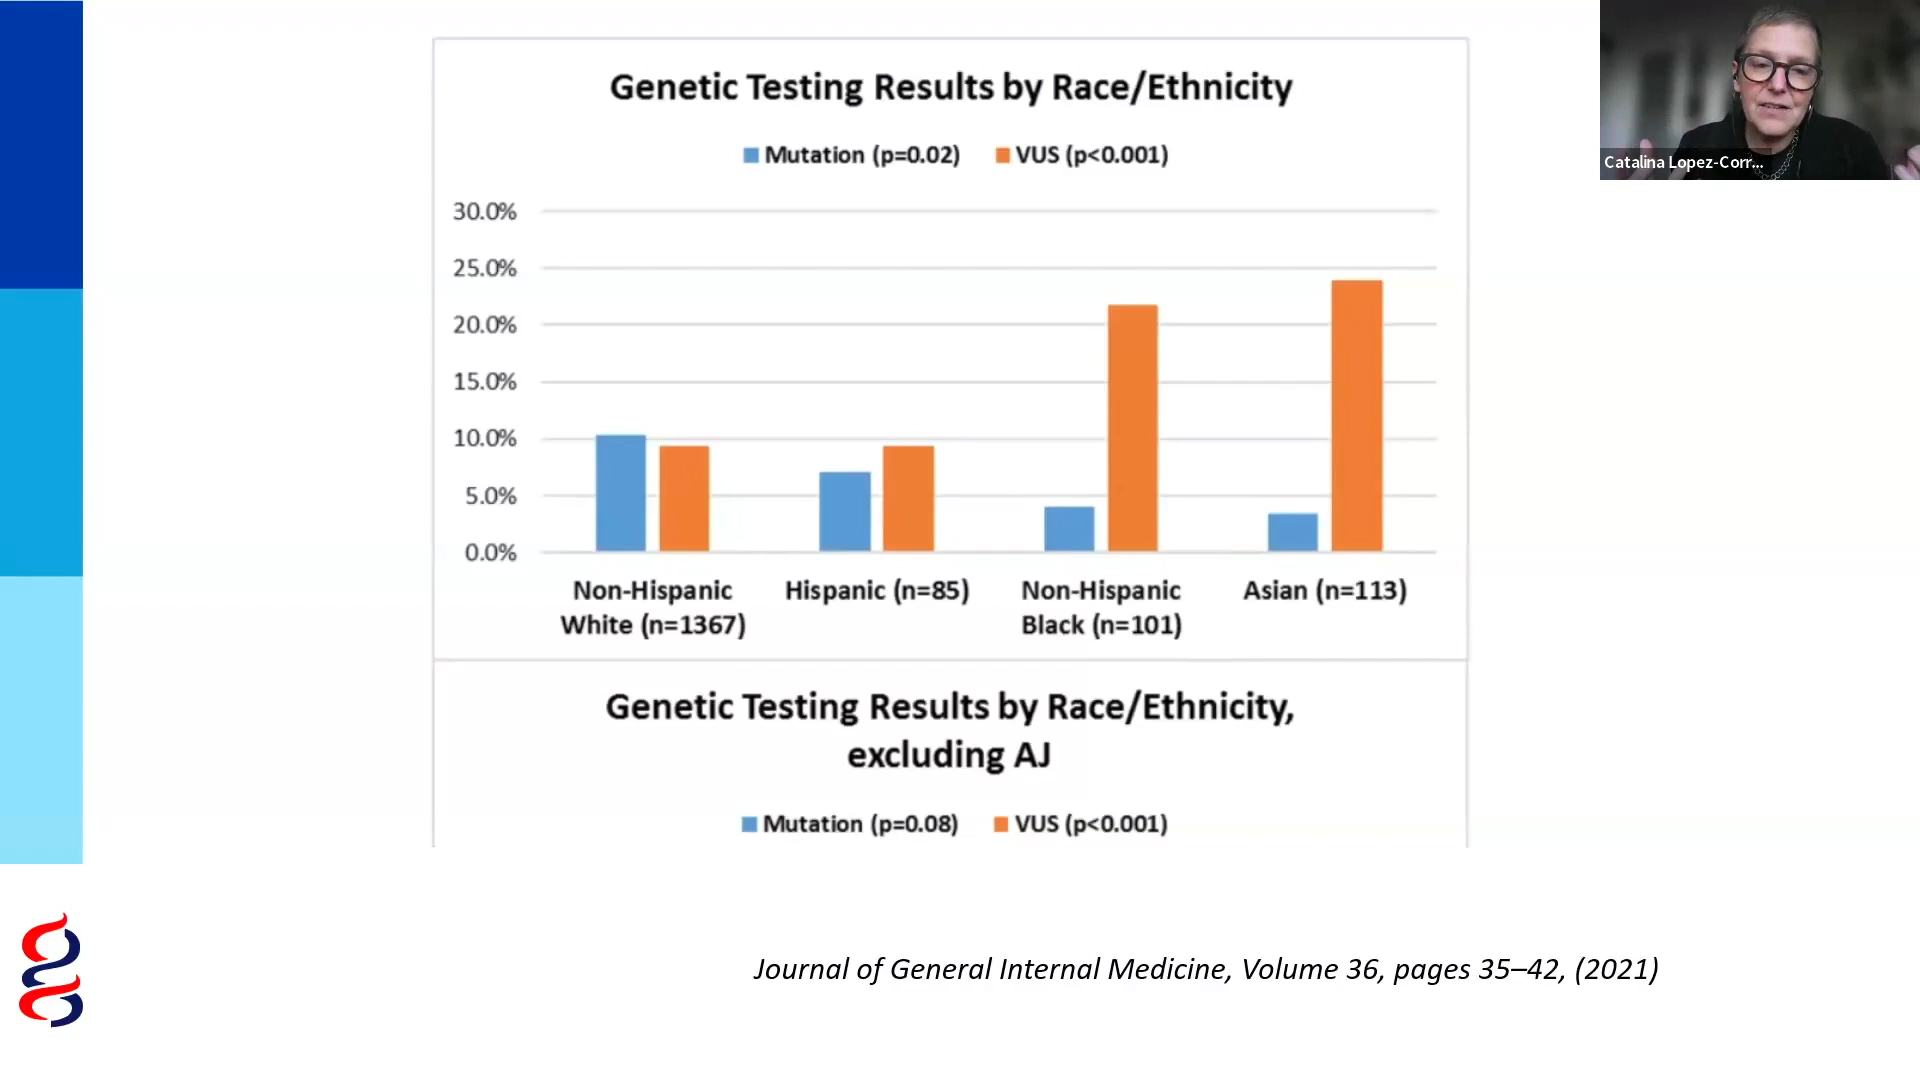 Genetic Testing Results by Race/Ethnicity
Mutation (p=0.02) VUS (p<0.001)
30.0%
25.0%
20.0%
15.0%
10.0%
5.0%
0.0%
Non-Hispanic White (n=1367)
Hispanic (n=85)
Non-Hispanic Black (n=101)
Asian (n=113)
Genetic Testing Results by Race/Ethnicity,
excluding AJ
Mutation (p=0.08) VUS (p<0.001)
Journal of General Internal Medicine, Volume 36, pages 35–42, (2021)
Catalina Lopez-Corr...